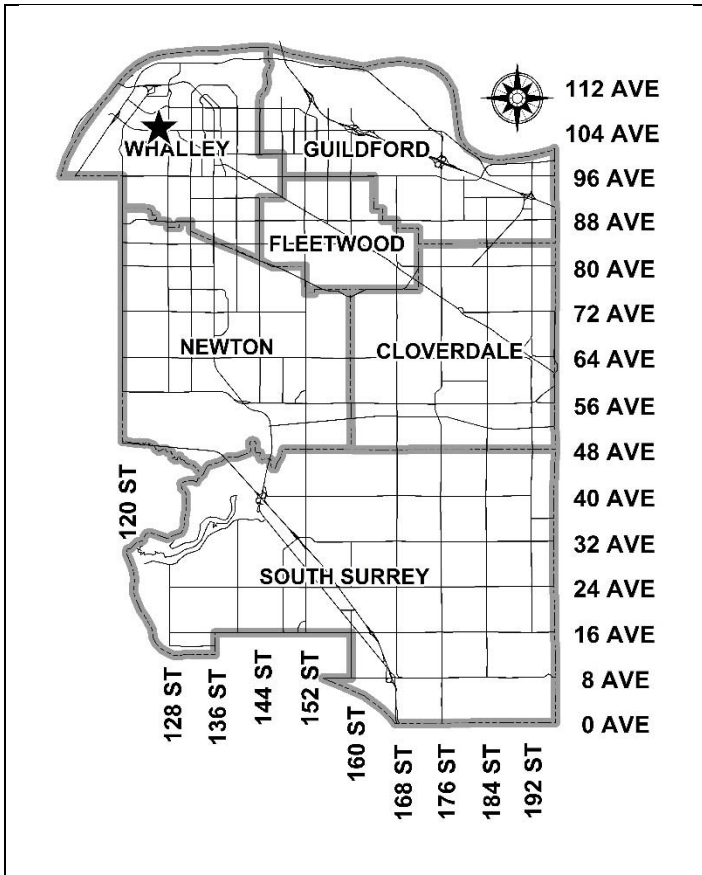 112 AVE
104 AVE
WHALLEY
GUILDFORD
96 AVE
88 AVE
FLEETWOOD
80 AVE
72 AVE
NEWTON
CLOVERDALE
64 AVE
56 AVE
48 AVE
120 ST
40 AVE
32 AVE
SOUTH SURREY
24 AVE
16 AVE
128 ST
136 ST
144 ST
152 ST
160 ST
8 AVE
0 AVE
168 ST
176 ST
184 ST
192 ST